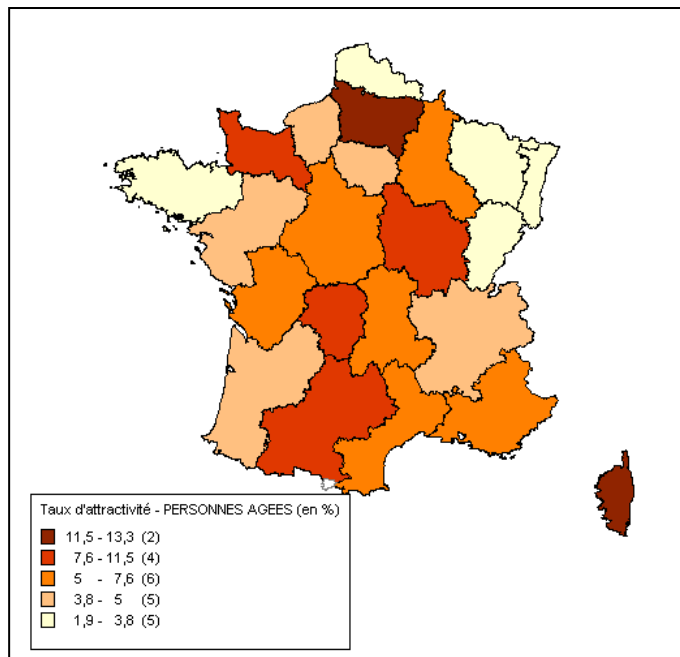 Taux d'attractivité - PERSONNES AGEES (en %)
11,5 - 13,3 (2)
7,6 - 11,5 (4)
5 - 7,6 (6)
3,8 - 5 (5)
1,9 - 3,8 (5)